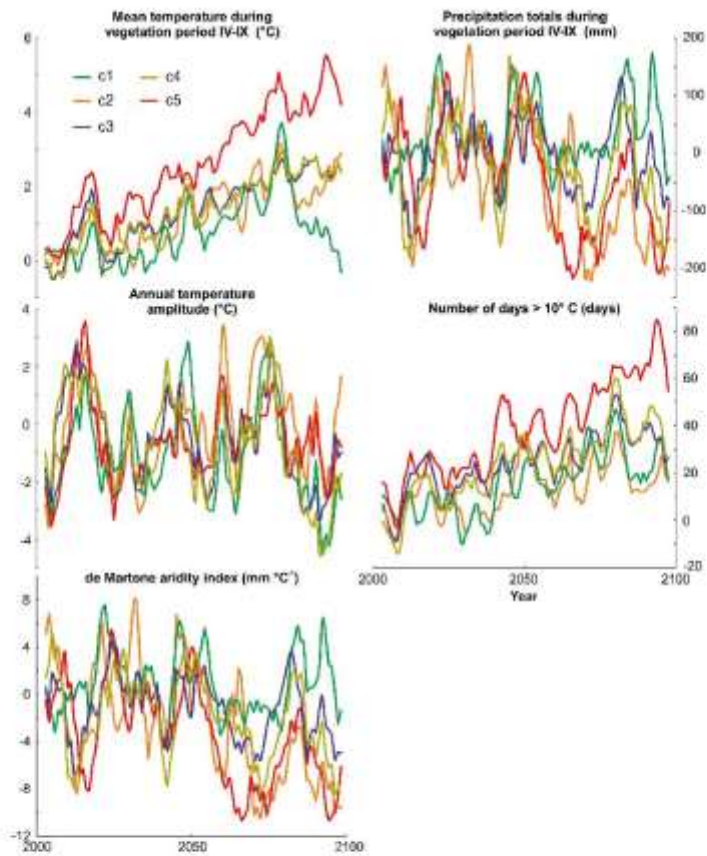 Mean temperature during
vegetation period IV-IX (°C)
Precipitation totals during
vegetation period IV-IX (mm)
6
4
2
0
c1
c2
c3
c4
c5
200
100
0
-100
-200
Annual temperature
amplitude (°C)
Number of days > 10° C (days)
4
2
0
-2
-4
80
60
40
20
0
-20
2000
2050
2100
Year
de Martone aridity index (mm °C⁻)
8
4
0
-4
-8
-12
2000
2050
2100